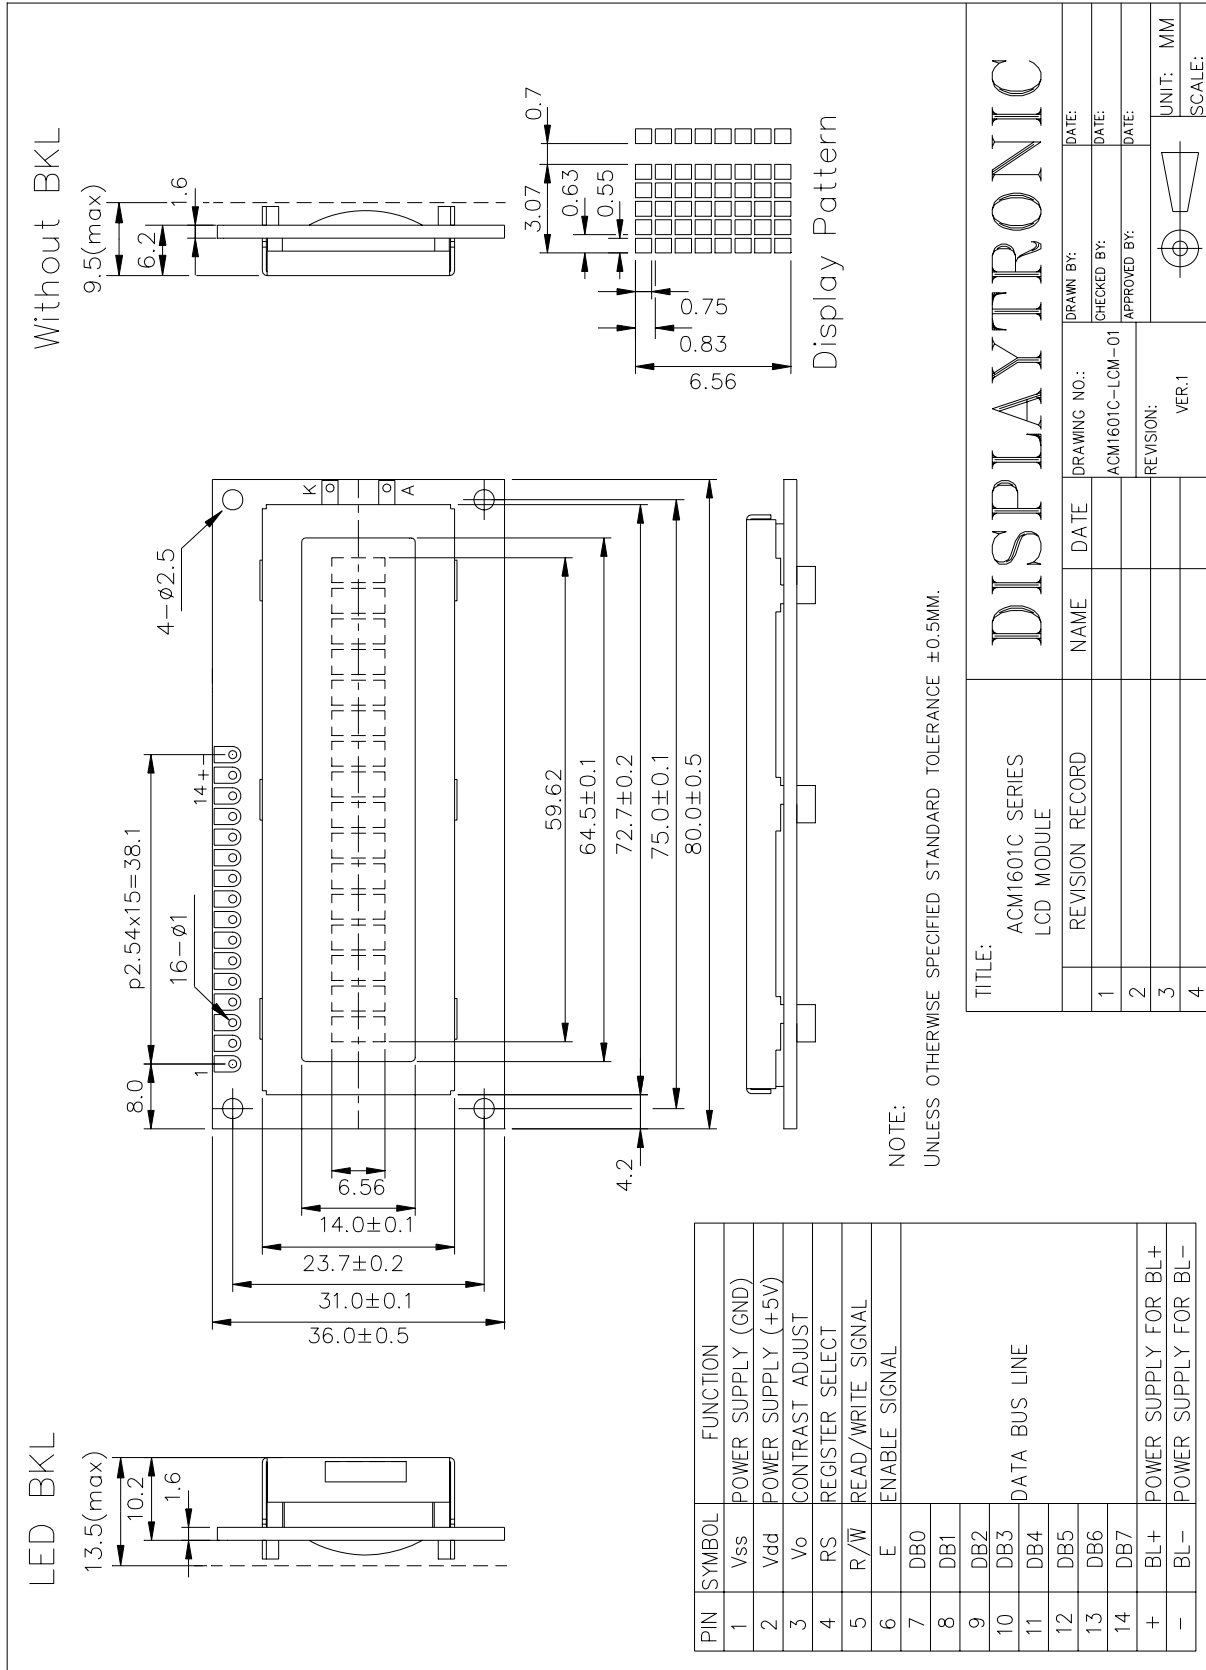 LED BKL
13.5(max)
10.2
1.6
36.0±0.5
31.0±0.1
23.7±0.2
14.0±0.1
6.56
8.0
p2.54x15=38.1
16-ø1
4-ø2.5
1
14
+
-
K
A
59.62
64.5±0.1
72.7±0.2
75.0±0.1
80.0±0.5
4.2
Without BKL
9.5(max)
6.2
1.6
3.07
0.7
0.63
0.55
0.75
0.83
6.56
Display Pattern
PIN SYMBOL FUNCTION
1 Vss POWER SUPPLY (GND)
2 Vdd POWER SUPPLY (+5V)
3 Vo CONTRAST ADJUST
4 RS REGISTER SELECT
5 R/W̅ READ/WRITE SIGNAL
6 E ENABLE SIGNAL
7 DB0
8 DB1
9 DB2
10 DB3
DATA BUS LINE
11 DB4
12 DB5
13 DB6
14 DB7
+ BL+ POWER SUPPLY FOR BL+
- BL- POWER SUPPLY FOR BL-
NOTE:
UNLESS OTHERWISE SPECIFIED STANDARD TOLERANCE ±0.5MM.
TITLE:
ACM1601C SERIES
LCD MODULE
DISPLAYTRONIC
REVISION RECORD NAME DATE
1
2
3
4
DRAWING NO.:
ACM1601C-LCM-01
REVISION:
VER.1
DRAWN BY: DATE:
CHECKED BY: DATE:
APPROVED BY: DATE:
UNIT: MM
SCALE: